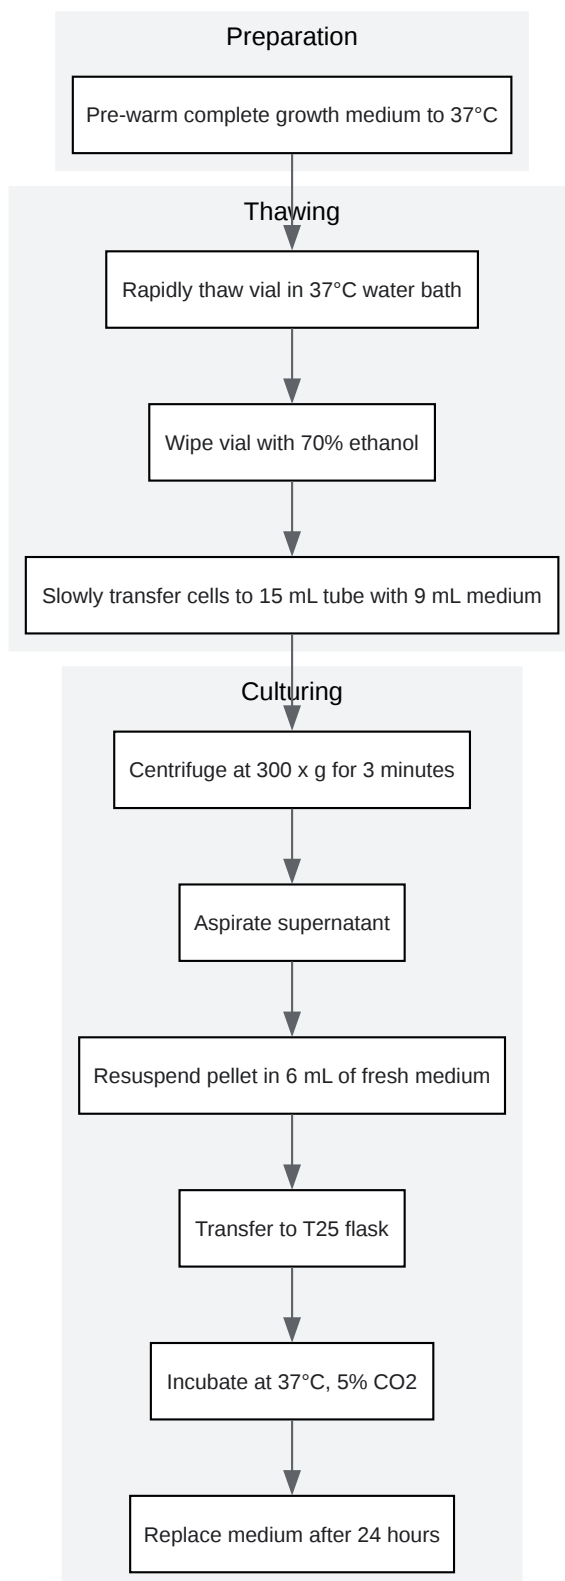 Preparation
Pre-warm complete growth medium to 37°C
Thawing
Rapidly thaw vial in 37°C water bath
Wipe vial with 70% ethanol
Slowly transfer cells to 15 mL tube with 9 mL medium
Culturing
Centrifuge at 300 x g for 3 minutes
Aspirate supernatant
Resuspend pellet in 6 mL of fresh medium
Transfer to T25 flask
Incubate at 37°C, 5% CO2
Replace medium after 24 hours